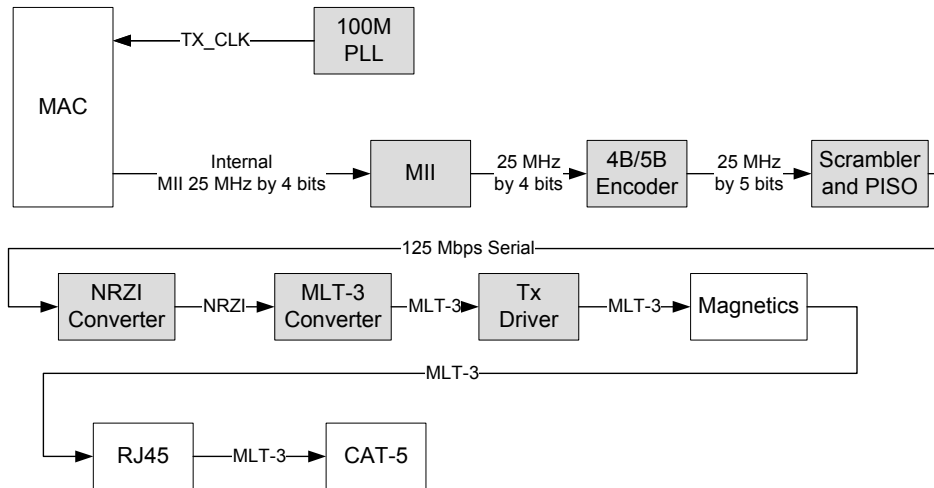 100M
PLL
TX_CLK
MAC
Internal
MII 25 MHz by 4 bits
MII
25 MHz
by 4 bits
4B/5B
Encoder
25 MHz
by 5 bits
Scrambler
and PISO
125 Mbps Serial
NRZI
Converter
NRZI
MLT-3
Converter
MLT-3
Tx
Driver
MLT-3
Magnetics
MLT-3
RJ45
MLT-3
CAT-5